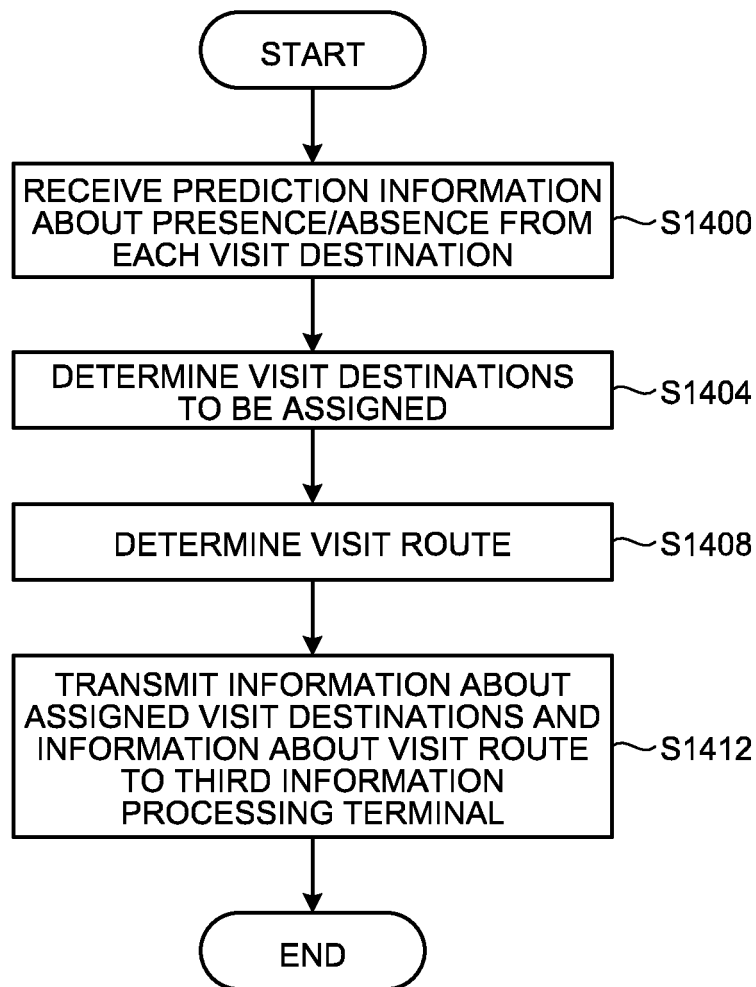 START
RECEIVE PREDICTION INFORMATION
ABOUT PRESENCE/ABSENCE FROM
EACH VISIT DESTINATION
S1400
DETERMINE VISIT DESTINATIONS
TO BE ASSIGNED
S1404
DETERMINE VISIT ROUTE
S1408
TRANSMIT INFORMATION ABOUT
ASSIGNED VISIT DESTINATIONS AND
INFORMATION ABOUT VISIT ROUTE
TO THIRD INFORMATION
PROCESSING TERMINAL
S1412
END